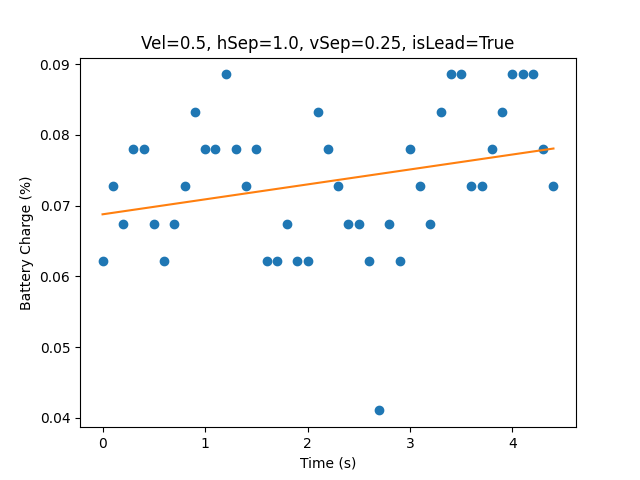 Vel=0.5, hSep=1.0, vSep=0.25, isLead=True
0.09
0.08
0.07
0.06
0.05
0.04
Battery Charge (%)
0 1 2 3 4
Time (s)